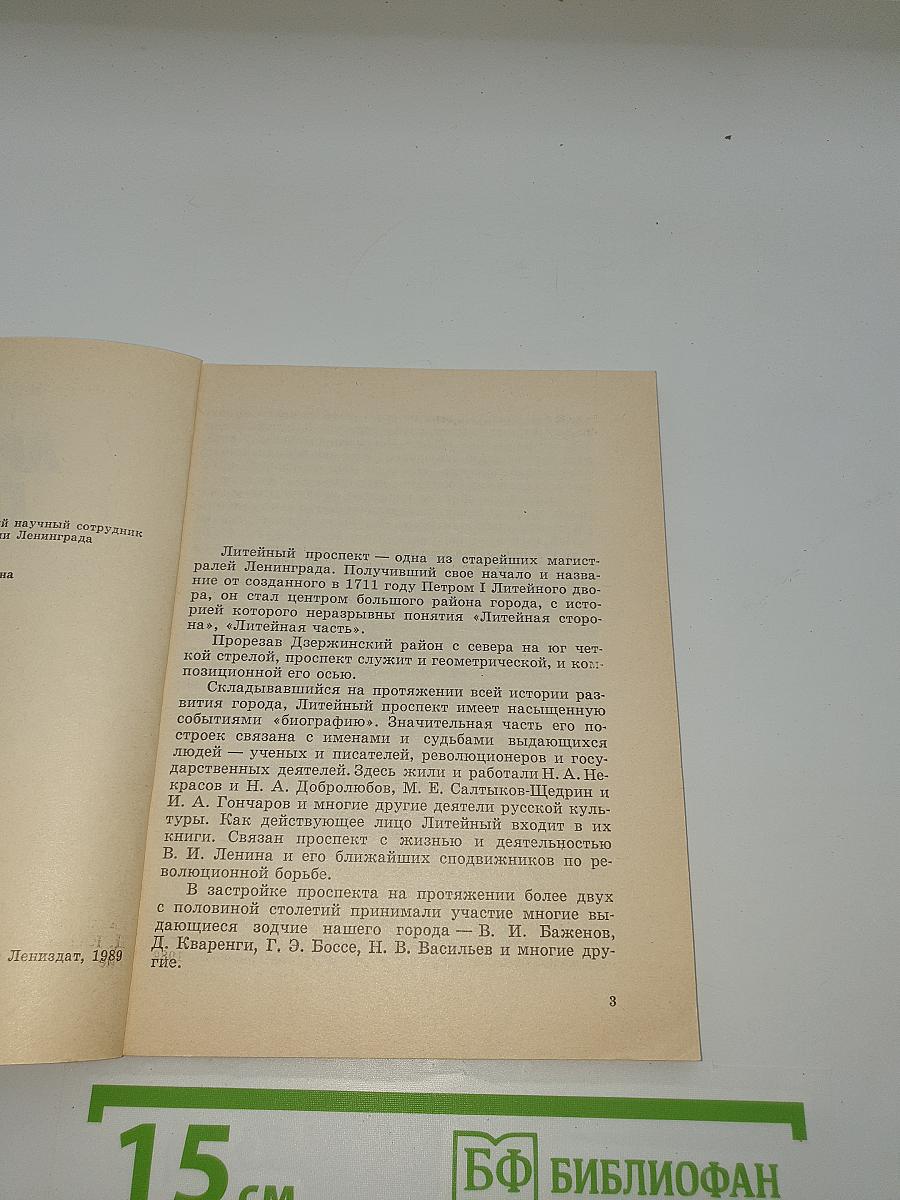 й научный сотрудник
ии Ленинграда
на
Лениздат, 1989
Литейный проспект — одна из старейших магист-
ралей Ленинграда. Получивший свое начало и назва-
ние от созданного в 1711 году Петром I Литейного дво-
ра, он стал центром большого района города, с исто-
рией которого неразрывны понятия «Литейная сторо-
на», «Литейная часть».
Прорезав Дзержинский район с севера на юг чет-
кой стрелой, проспект служит и геометрической, и ком-
позиционной его осью.
Складывавшийся на протяжении всей истории раз-
вития города, Литейный проспект имеет насыщенную
событиями «биографию». Значительная часть его по-
строек связана с именами и судьбами выдающихся
людей — ученых и писателей, революционеров и госу-
дарственных деятелей. Здесь жили и работали Н. А. Не-
красов и Н. А. Добролюбов, М. Е. Салтыков-Щедрин и
И. А. Гончаров и многие другие деятели русской куль-
туры. Как действующее лицо Литейный входит в их
книги. Связан проспект с жизнью и деятельностью
В. И. Ленина и его ближайших сподвижников по ре-
волюционной борьбе.
В застройке проспекта на протяжении более двух
с половиной столетий принимали участие многие вы-
дающиеся зодчие нашего города — В. И. Баженов,
Д. Кваренги, Г. Э. Боссе, Н. В. Васильев и многие дру-
гие.
3
15 см
БФ БИБЛИОФАН